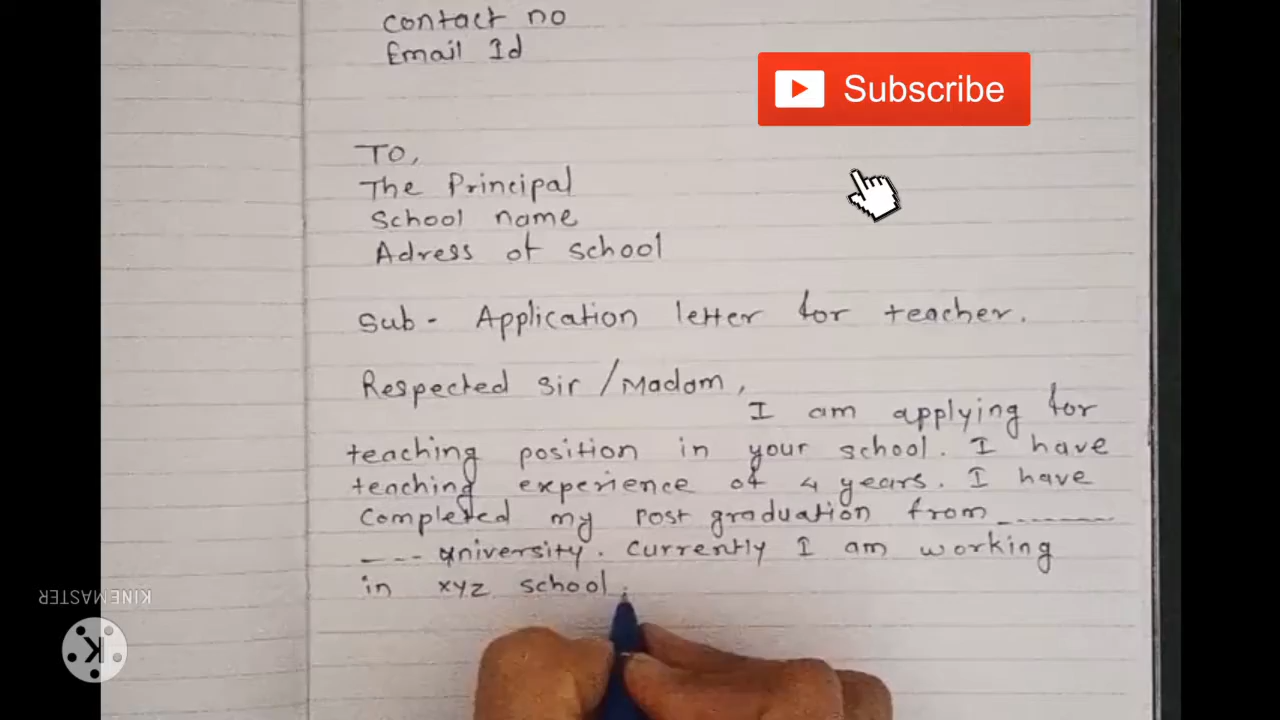 contact no
Email Id
Subscribe
To,
The Principal
School name
Adress of school
Sub - Application letter for teacher.
Respected Sir / Madam,
I am applying for
teaching position in your school. I have
teaching experience of 4 years. I have
completed my post graduation from --------
---- university. Currently I am working
in xyz school.
KINEMASTER
K